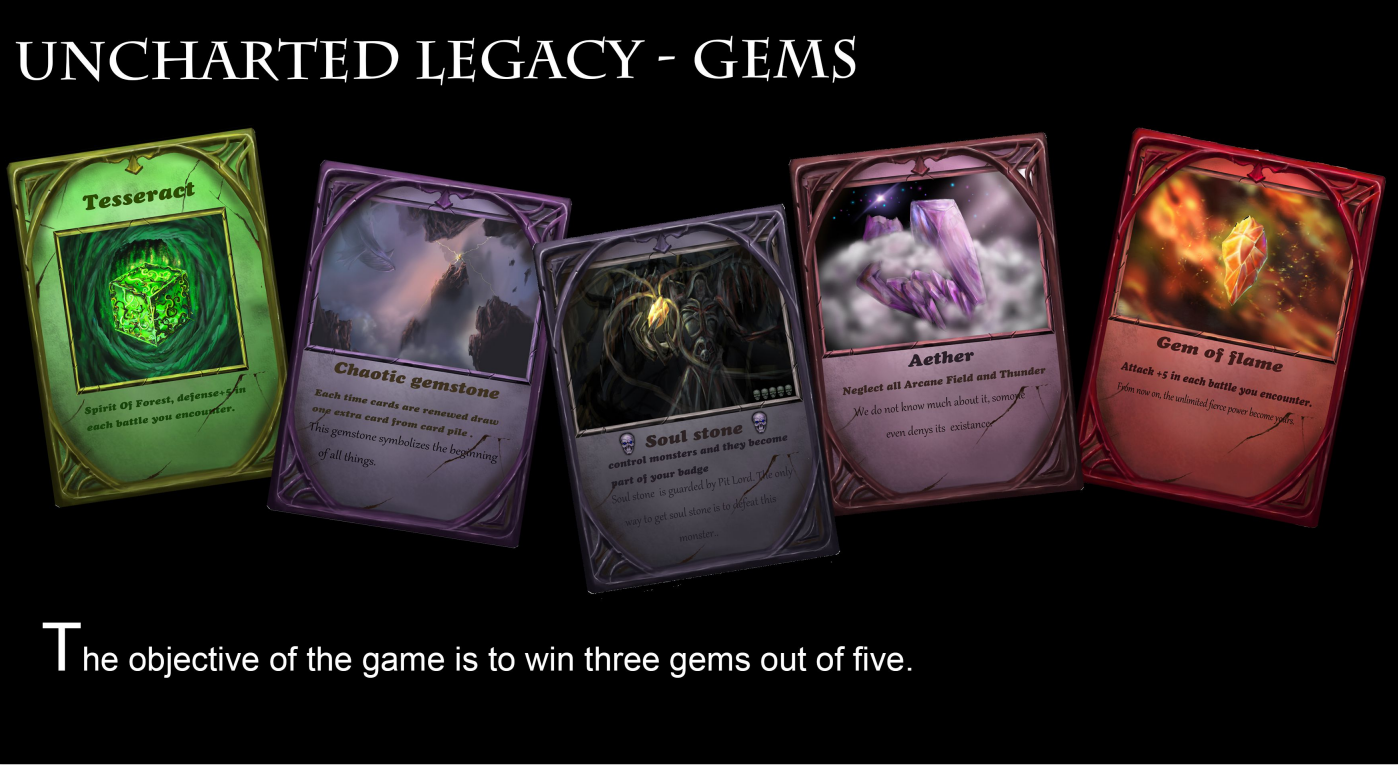 UNCHARTED LEGACY - GEMS
Tesseract
Spirit Of Forest, defense+5 in
each battle you encounter.
Chaotic gemstone
Each time cards are renewed draw
one extra card from card pile .
This gemstone symbolizes the beginning
of all things.
Soul stone
control monsters and they become
part of your badge
Soul stone is guarded by Pit Lord. The only
way to get soul stone is to defeat this
monster.
Aether
Neglect all Arcane Field and Thunder
We do not know much about it, somone
even denys its existance.
Gem of flame
Attack +5 in each battle you encounter.
From now on, the unlimited fierce power become yours.
The objective of the game is to win three gems out of five.